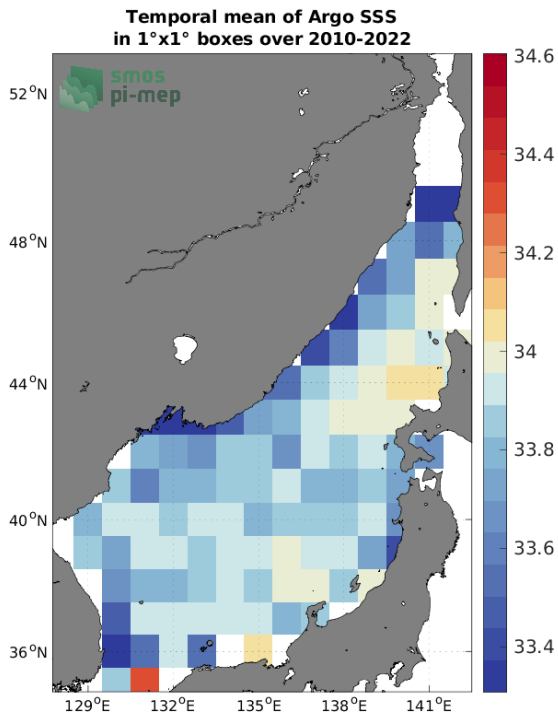 Temporal mean of Argo SSS
in 1°x1° boxes over 2010-2022
smos
pi-mep
52°N
48°N
44°N
40°N
36°N
129°E 132°E 135°E 138°E 141°E
34.6
34.4
34.2
34
33.8
33.6
33.4